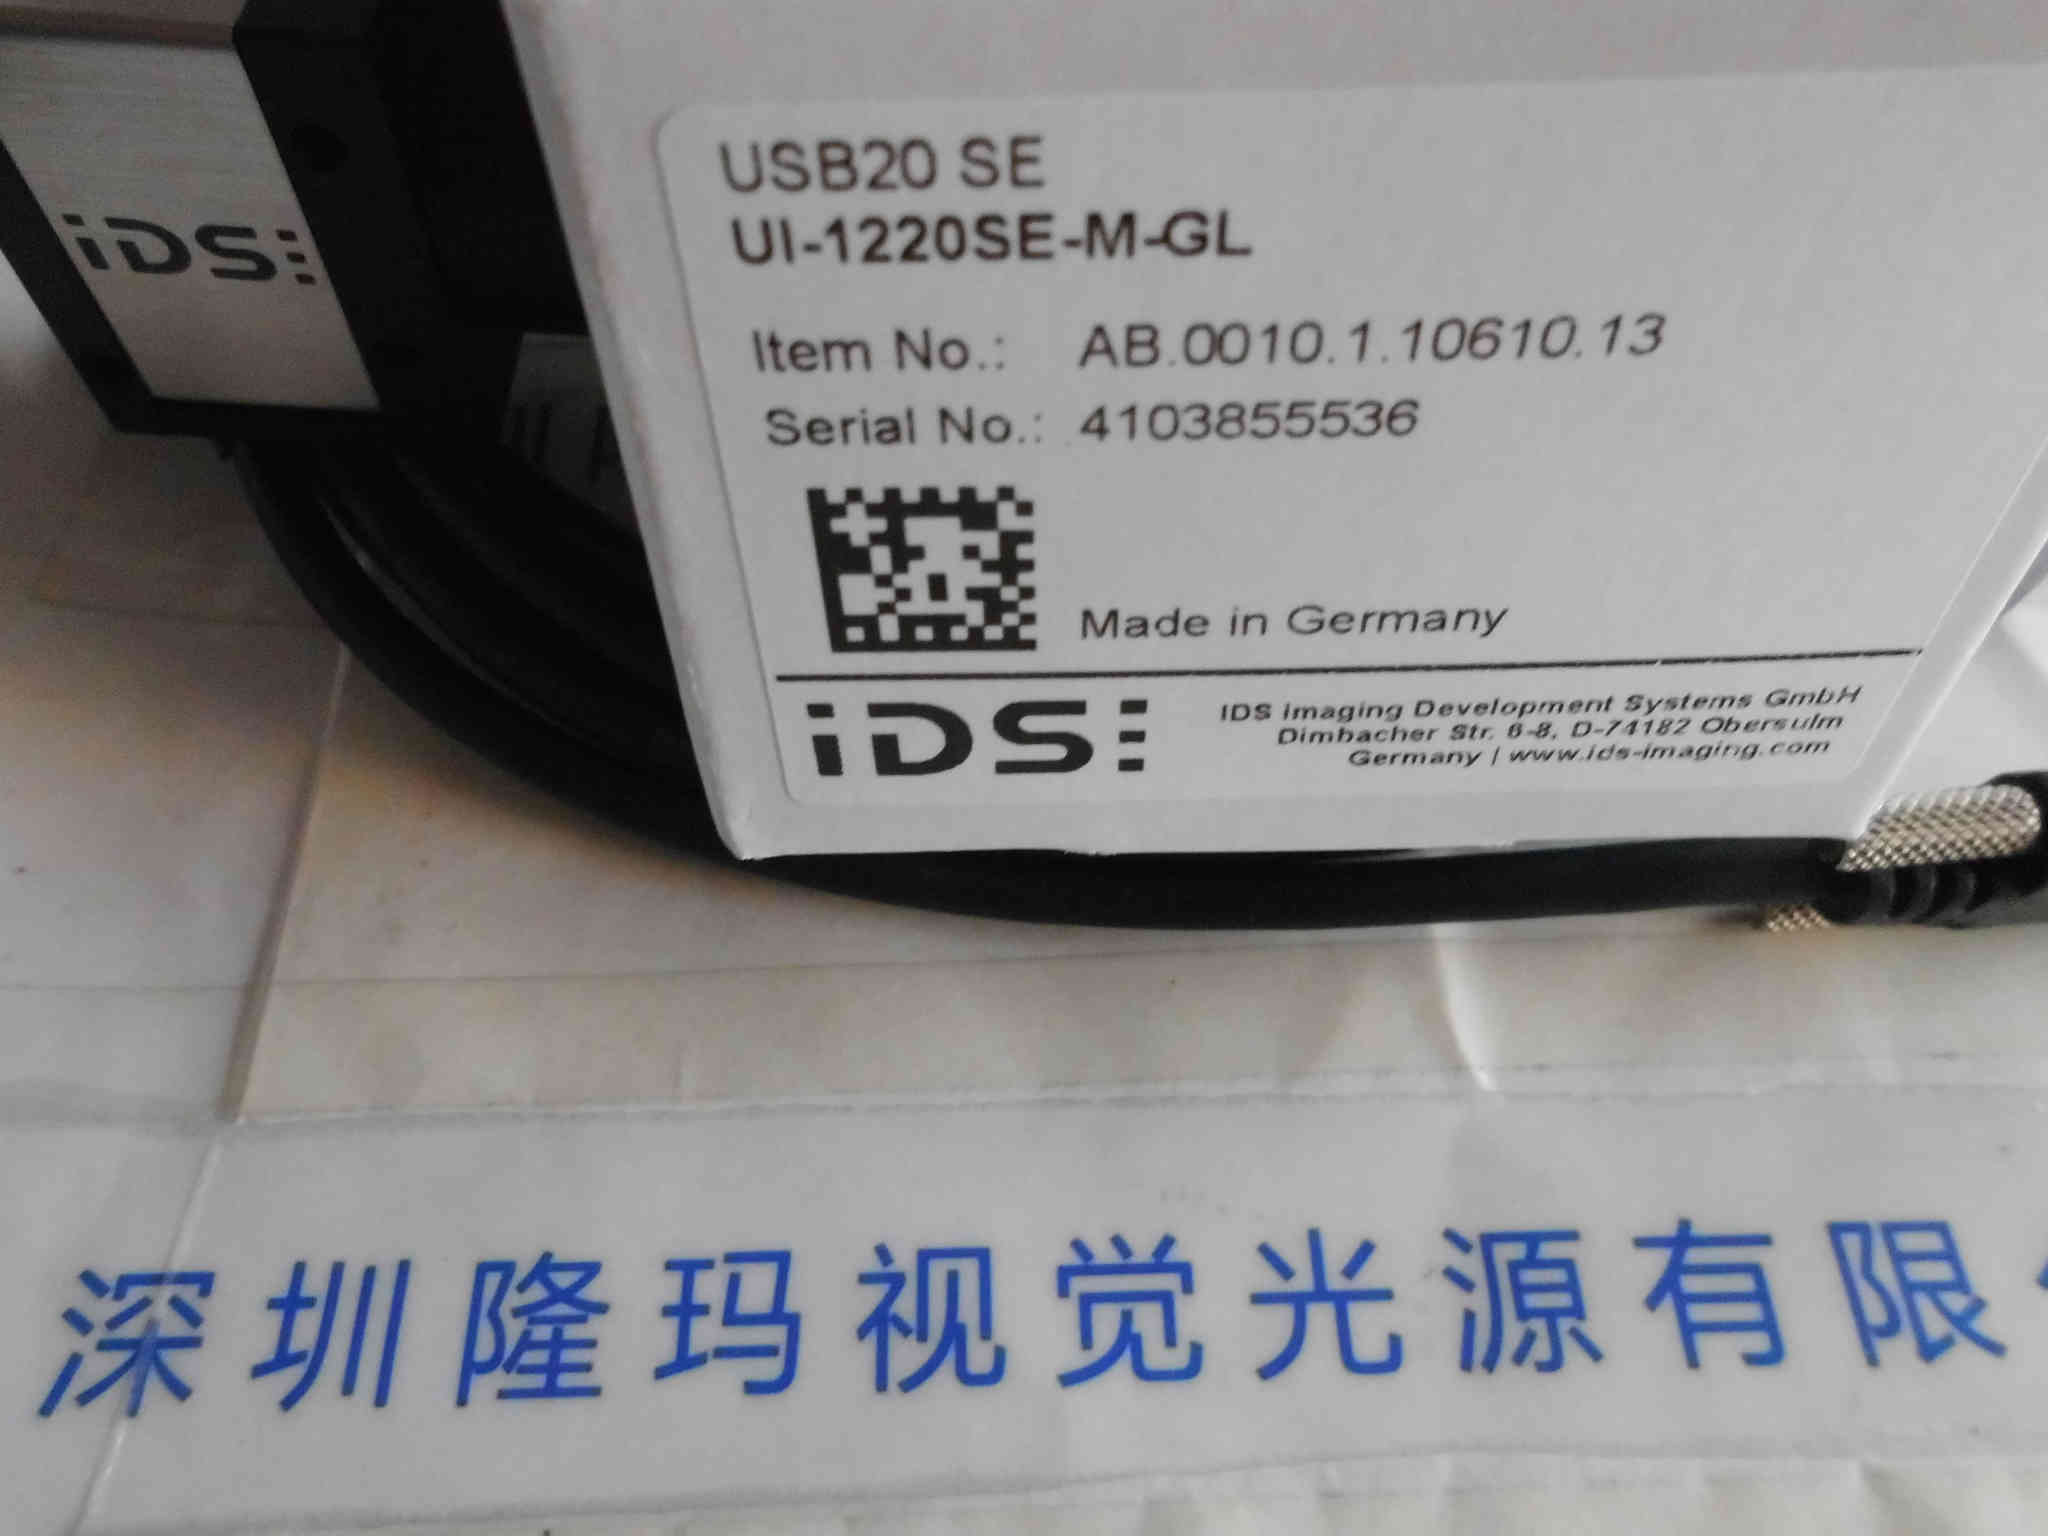 iDS
USB20 SE
UI-1220SE-M-GL
Item No.: AB.0010.1.10610.13
Serial No.: 4103855536
Made in Germany
iDS
IDS Imaging Development Systems GmbH
Dimbacher Str. 6-8, D-74182 Obersulm
Germany | www.ids-imaging.com
深圳隆玛视觉光源有限